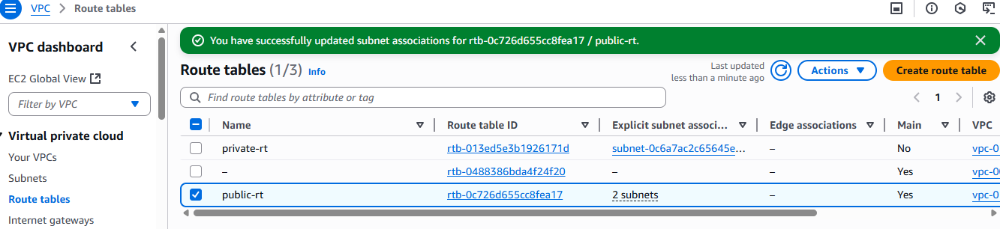 VPC > Route tables
VPC dashboard
EC2 Global View
Filter by VPC
Virtual private cloud
Your VPCs
Subnets
Route tables
Internet gateways
You have successfully updated subnet associations for rtb-0c726d655cc8fea17 / public-rt.
Route tables (1/3) Info
Last updated
less than a minute ago
Actions
Create route table
Find route tables by attribute or tag
1
Name Route table ID Explicit subnet associ... Edge associations Main VPC
private-rt rtb-013ed5e3b1926171d subnet-0c6a7ac2c65645e... – No vpc-0
– rtb-0488386bda4f24f20 – – Yes vpc-0
public-rt rtb-0c726d655cc8fea17 2 subnets – Yes vpc-0